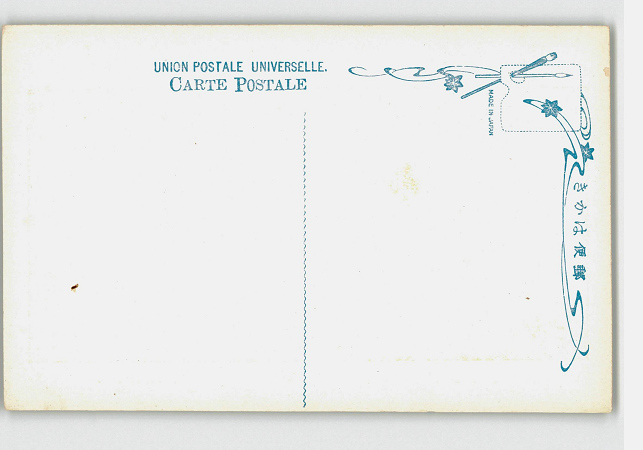 UNION POSTALE UNIVERSELLE.
CARTE POSTALE
MADE IN JAPAN
きかは便郵